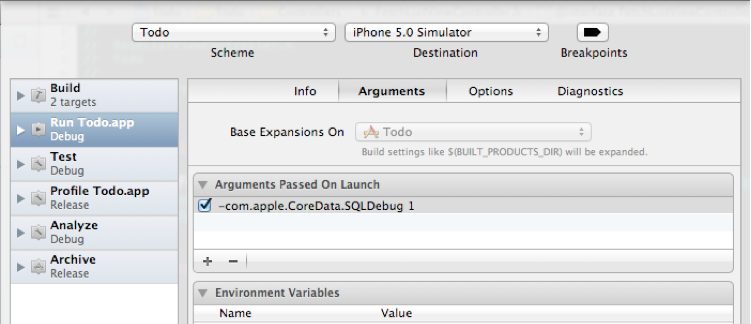 Todo
iPhone 5.0 Simulator
Scheme
Destination
Breakpoints
Build
2 targets
Run Todo.app
Debug
Test
Debug
Profile Todo.app
Release
Analyze
Debug
Archive
Release
Info
Arguments
Options
Diagnostics
Base Expansions On
Todo
Build settings like $(BUILT_PRODUCTS_DIR) will be expanded.
Arguments Passed On Launch
-com.apple.CoreData.SQLDebug 1
Environment Variables
Name
Value